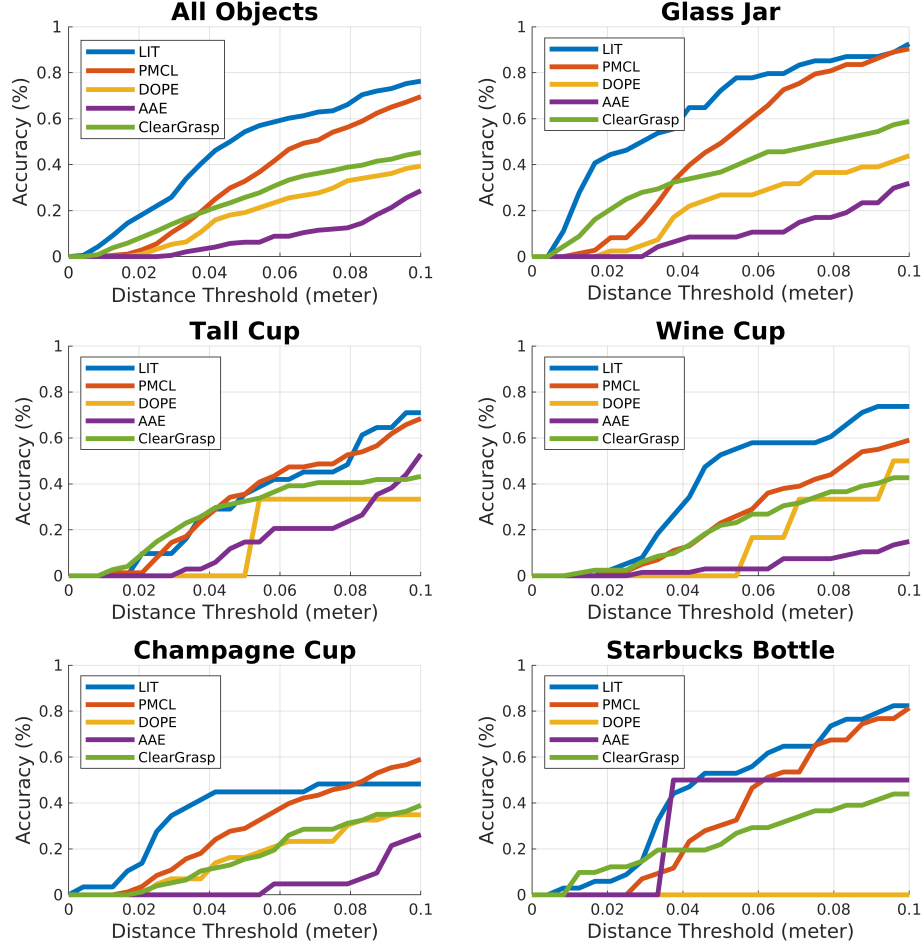 All Objects
Accuracy (%)
1
0.8
0.6
0.4
0.2
0
LIT
PMCL
DOPE
AAE
ClearGrasp
0 0.02 0.04 0.06 0.08 0.1
Distance Threshold (meter)
Glass Jar
Accuracy (%)
1
0.8
0.6
0.4
0.2
0
LIT
PMCL
DOPE
AAE
ClearGrasp
0 0.02 0.04 0.06 0.08 0.1
Distance Threshold (meter)
Tall Cup
Accuracy (%)
1
0.8
0.6
0.4
0.2
0
LIT
PMCL
DOPE
AAE
ClearGrasp
0 0.02 0.04 0.06 0.08 0.1
Distance Threshold (meter)
Wine Cup
Accuracy (%)
1
0.8
0.6
0.4
0.2
0
LIT
PMCL
DOPE
AAE
ClearGrasp
0 0.02 0.04 0.06 0.08 0.1
Distance Threshold (meter)
Champagne Cup
Accuracy (%)
1
0.8
0.6
0.4
0.2
0
LIT
PMCL
DOPE
AAE
ClearGrasp
0 0.02 0.04 0.06 0.08 0.1
Distance Threshold (meter)
Starbucks Bottle
Accuracy (%)
1
0.8
0.6
0.4
0.2
0
LIT
PMCL
DOPE
AAE
ClearGrasp
0 0.02 0.04 0.06 0.08 0.1
Distance Threshold (meter)